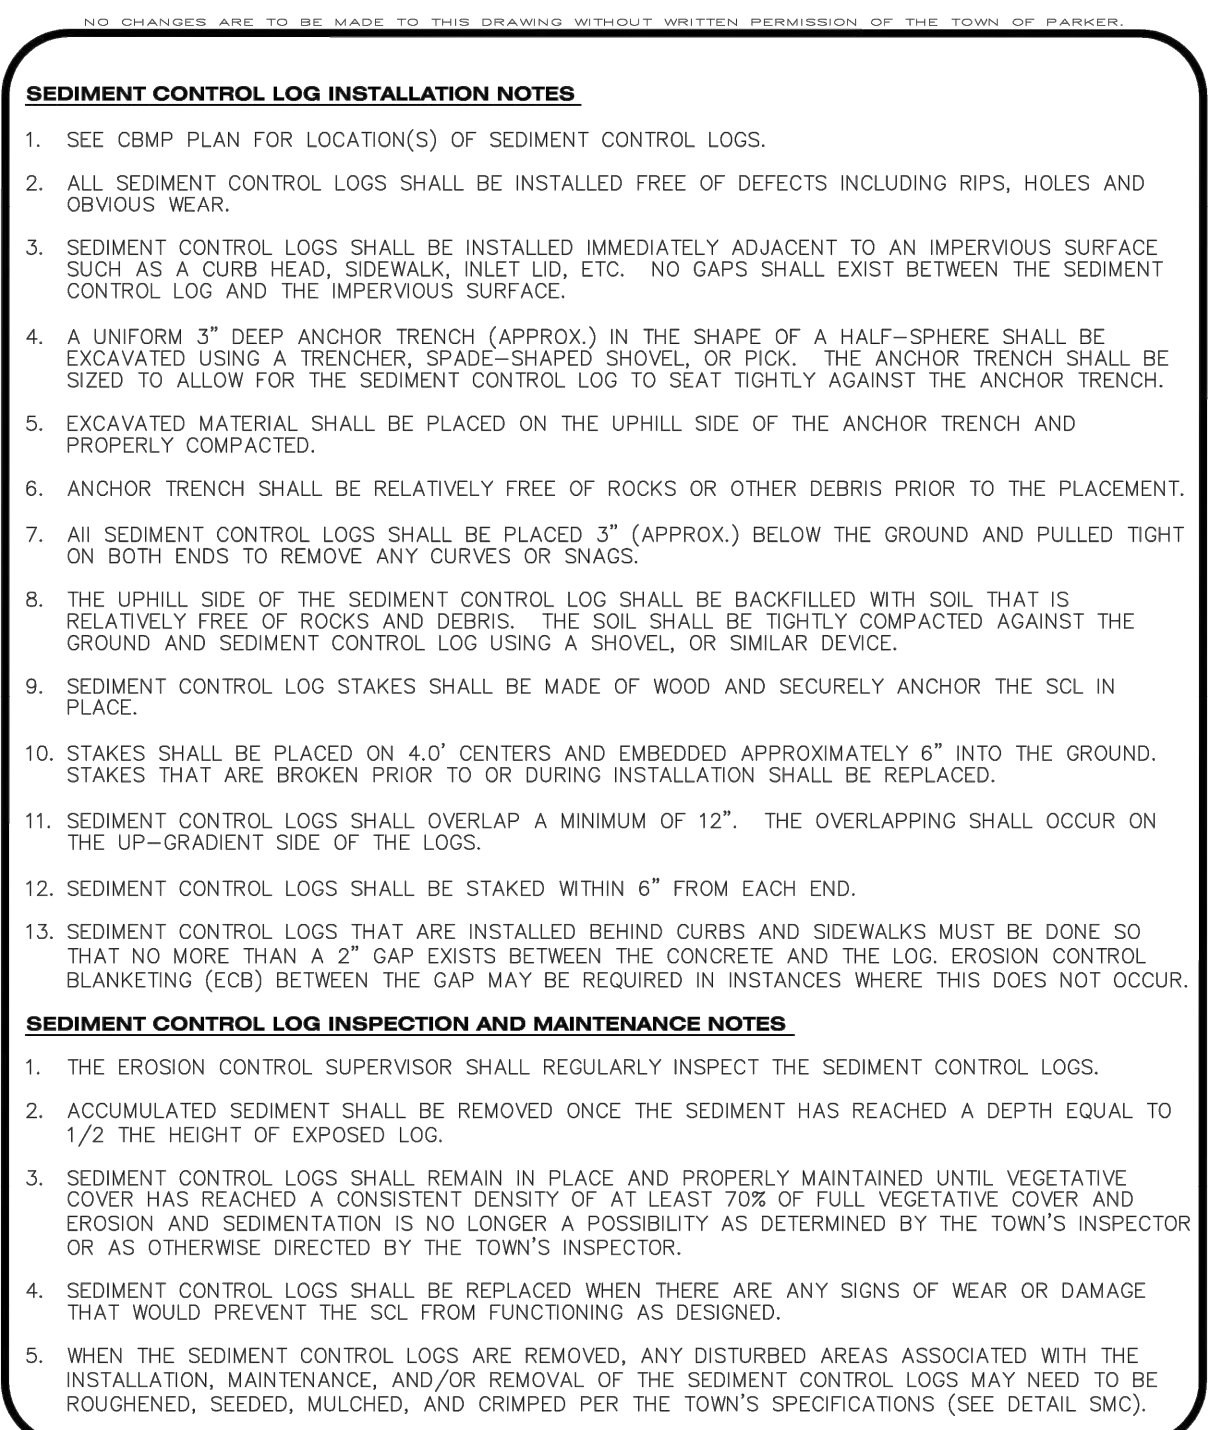 NO CHANGES ARE TO BE MADE TO THIS DRAWING WITHOUT WRITTEN PERMISSION OF THE TOWN OF PARKER.
SEDIMENT CONTROL LOG INSTALLATION NOTES
1. SEE CBMP PLAN FOR LOCATION(S) OF SEDIMENT CONTROL LOGS.
2. ALL SEDIMENT CONTROL LOGS SHALL BE INSTALLED FREE OF DEFECTS INCLUDING RIPS, HOLES AND
OBVIOUS WEAR.
3. SEDIMENT CONTROL LOGS SHALL BE INSTALLED IMMEDIATELY ADJACENT TO AN IMPERVIOUS SURFACE
SUCH AS A CURB HEAD, SIDEWALK, INLET LID, ETC. NO GAPS SHALL EXIST BETWEEN THE SEDIMENT
CONTROL LOG AND THE IMPERVIOUS SURFACE.
4. A UNIFORM 3" DEEP ANCHOR TRENCH (APPROX.) IN THE SHAPE OF A HALF-SPHERE SHALL BE
EXCAVATED USING A TRENCHER, SPADE-SHAPED SHOVEL, OR PICK. THE ANCHOR TRENCH SHALL BE
SIZED TO ALLOW FOR THE SEDIMENT CONTROL LOG TO SEAT TIGHTLY AGAINST THE ANCHOR TRENCH.
5. EXCAVATED MATERIAL SHALL BE PLACED ON THE UPHILL SIDE OF THE ANCHOR TRENCH AND
PROPERLY COMPACTED.
6. ANCHOR TRENCH SHALL BE RELATIVELY FREE OF ROCKS OR OTHER DEBRIS PRIOR TO THE PLACEMENT.
7. All SEDIMENT CONTROL LOGS SHALL BE PLACED 3" (APPROX.) BELOW THE GROUND AND PULLED TIGHT
ON BOTH ENDS TO REMOVE ANY CURVES OR SNAGS.
8. THE UPHILL SIDE OF THE SEDIMENT CONTROL LOG SHALL BE BACKFILLED WITH SOIL THAT IS
RELATIVELY FREE OF ROCKS AND DEBRIS. THE SOIL SHALL BE TIGHTLY COMPACTED AGAINST THE
GROUND AND SEDIMENT CONTROL LOG USING A SHOVEL, OR SIMILAR DEVICE.
9. SEDIMENT CONTROL LOG STAKES SHALL BE MADE OF WOOD AND SECURELY ANCHOR THE SCL IN
PLACE.
10. STAKES SHALL BE PLACED ON 4.0' CENTERS AND EMBEDDED APPROXIMATELY 6" INTO THE GROUND.
STAKES THAT ARE BROKEN PRIOR TO OR DURING INSTALLATION SHALL BE REPLACED.
11. SEDIMENT CONTROL LOGS SHALL OVERLAP A MINIMUM OF 12". THE OVERLAPPING SHALL OCCUR ON
THE UP-GRADIENT SIDE OF THE LOGS.
12. SEDIMENT CONTROL LOGS SHALL BE STAKED WITHIN 6" FROM EACH END.
13. SEDIMENT CONTROL LOGS THAT ARE INSTALLED BEHIND CURBS AND SIDEWALKS MUST BE DONE SO
THAT NO MORE THAN A 2" GAP EXISTS BETWEEN THE CONCRETE AND THE LOG. EROSION CONTROL
BLANKETING (ECB) BETWEEN THE GAP MAY BE REQUIRED IN INSTANCES WHERE THIS DOES NOT OCCUR.
SEDIMENT CONTROL LOG INSPECTION AND MAINTENANCE NOTES
1. THE EROSION CONTROL SUPERVISOR SHALL REGULARLY INSPECT THE SEDIMENT CONTROL LOGS.
2. ACCUMULATED SEDIMENT SHALL BE REMOVED ONCE THE SEDIMENT HAS REACHED A DEPTH EQUAL TO
1/2 THE HEIGHT OF EXPOSED LOG.
3. SEDIMENT CONTROL LOGS SHALL REMAIN IN PLACE AND PROPERLY MAINTAINED UNTIL VEGETATIVE
COVER HAS REACHED A CONSISTENT DENSITY OF AT LEAST 70% OF FULL VEGETATIVE COVER AND
EROSION AND SEDIMENTATION IS NO LONGER A POSSIBILITY AS DETERMINED BY THE TOWN'S INSPECTOR
OR AS OTHERWISE DIRECTED BY THE TOWN'S INSPECTOR.
4. SEDIMENT CONTROL LOGS SHALL BE REPLACED WHEN THERE ARE ANY SIGNS OF WEAR OR DAMAGE
THAT WOULD PREVENT THE SCL FROM FUNCTIONING AS DESIGNED.
5. WHEN THE SEDIMENT CONTROL LOGS ARE REMOVED, ANY DISTURBED AREAS ASSOCIATED WITH THE
INSTALLATION, MAINTENANCE, AND/OR REMOVAL OF THE SEDIMENT CONTROL LOGS MAY NEED TO BE
ROUGHENED, SEEDED, MULCHED, AND CRIMPED PER THE TOWN'S SPECIFICATIONS (SEE DETAIL SMC).